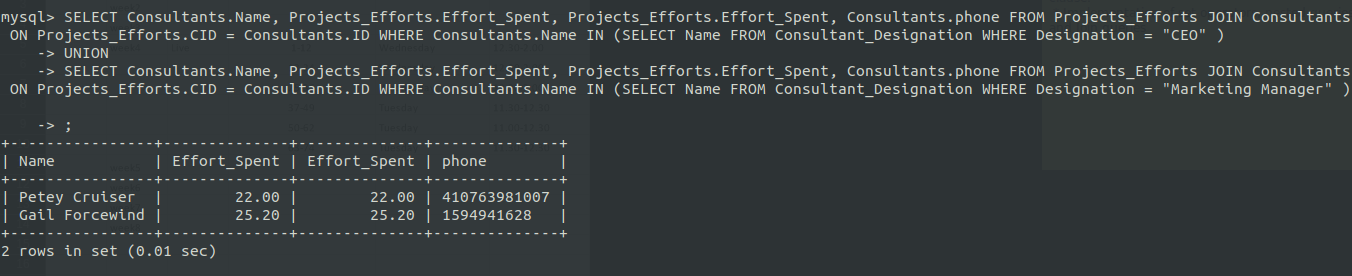 mysql> SELECT Consultants.Name, Projects_Efforts.Effort_Spent, Projects_Efforts.Effort_Spent, Consultants.phone FROM Projects_Efforts JOIN Consultants
 ON Projects_Efforts.CID = Consultants.ID WHERE Consultants.Name IN (SELECT Name FROM Consultant_Designation WHERE Designation = "CEO" )
    -> UNION
    -> SELECT Consultants.Name, Projects_Efforts.Effort_Spent, Projects_Efforts.Effort_Spent, Consultants.phone FROM Projects_Efforts JOIN Consultants
 ON Projects_Efforts.CID = Consultants.ID WHERE Consultants.Name IN (SELECT Name FROM Consultant_Designation WHERE Designation = "Marketing Manager" )
    -> ;
+----------------+--------------+--------------+--------------+
| Name           | Effort_Spent | Effort_Spent | phone        |
+----------------+--------------+--------------+--------------+
| Petey Cruiser  |        22.00 |        22.00 | 410763981007 |
| Gail Forcewind |        25.20 |        25.20 | 1594941628   |
+----------------+--------------+--------------+--------------+
2 rows in set (0.01 sec)